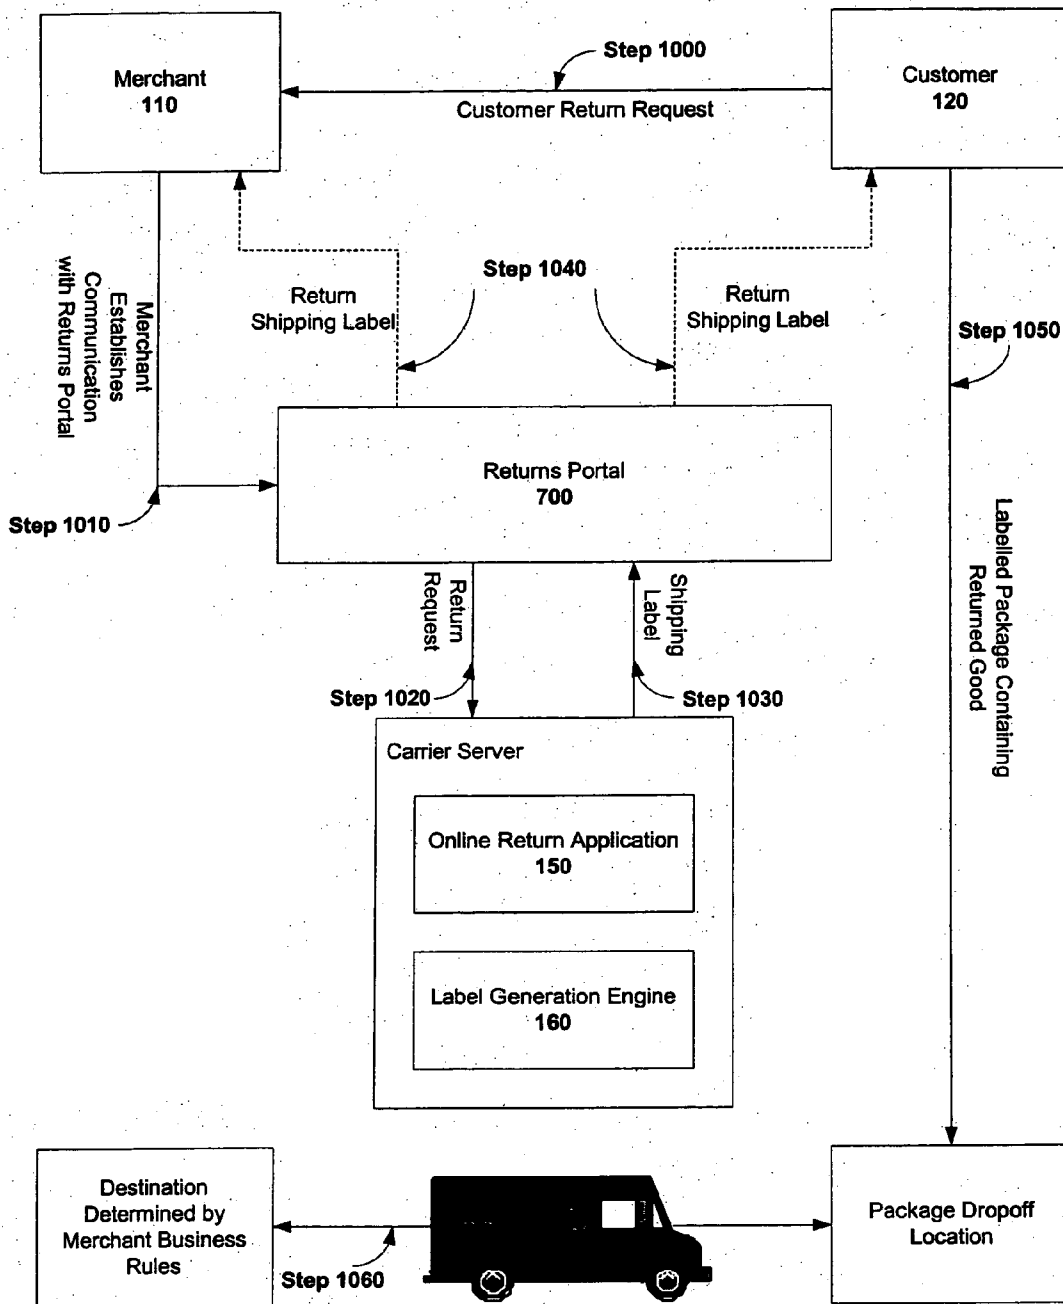 Step 1000
Merchant
110
Customer
120
Customer Return Request
Step 1040
Return
Shipping Label
Return
Shipping Label
Merchant
Establishes
Communication
with Returns Portal
Step 1050
Returns Portal
700
Step 1010
Return
Request
Shipping
Label
Labelled Package Containing
Returned Good
Step 1020
Step 1030
Carrier Server
Online Return Application
150
Label Generation Engine
160
Destination
Determined by
Merchant Business
Rules
Package Dropoff
Location
Step 1060